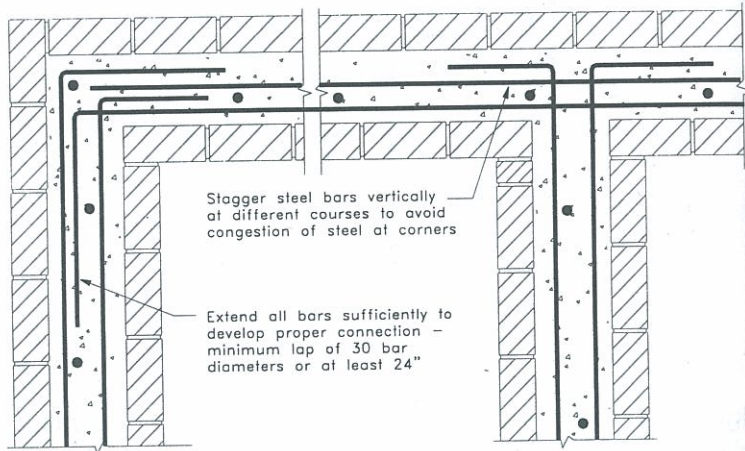 Stagger steel bars vertically
at different courses to avoid
congestion of steel at corners
Extend all bars sufficiently to
develop proper connection –
minimum lap of 30 bar
diameters or at least 24"